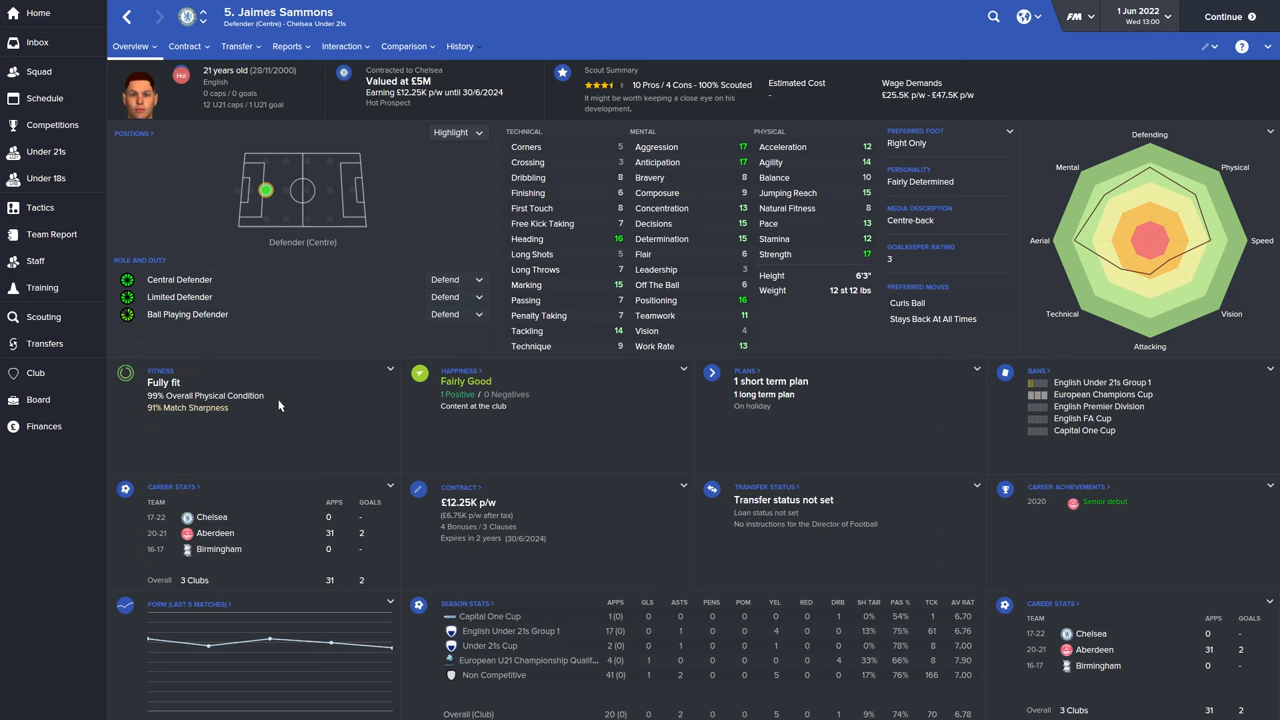 Home
Inbox
Squad
Schedule
Competitions
Under 21s
Under 18s
Tactics
Team Report
Staff
Training
Scouting
Transfers
Club
Board
Finances
5. Jaimes Sammons
Defender (Centre) - Chelsea Under 21s
FM
1 Jun 2022
Wed 13:00
Continue
Overview Contract Transfer Reports Interaction Comparison History
Hol
21 years old (28/11/2000)
English
0 caps / 0 goals
12 U21 caps / 1 U21 goal
Contracted to Chelsea
Valued at £5M
Earning £12.25K p/w until 30/6/2024
Hot Prospect
Scout Summary
10 Pros / 4 Cons - 100% Scouted
It might be worth keeping a close eye on his
development.
Estimated Cost
-
Wage Demands
£25.5K p/w - £47.5K p/w
POSITIONS >
Highlight
Defender (Centre)
ROLE AND DUTY
Central Defender Defend
Limited Defender Defend
Ball Playing Defender Defend
TECHNICAL
Corners 5
Crossing 3
Dribbling 8
Finishing 6
First Touch 8
Free Kick Taking 7
Heading 16
Long Shots 5
Long Throws 7
Marking 15
Passing 7
Penalty Taking 7
Tackling 14
Technique 9
MENTAL
Aggression 17
Anticipation 17
Bravery 8
Composure 9
Concentration 13
Decisions 15
Determination 15
Flair 6
Leadership 3
Off The Ball 6
Positioning 16
Teamwork 11
Vision 4
Work Rate 13
PHYSICAL
Acceleration 12
Agility 14
Balance 10
Jumping Reach 15
Natural Fitness 8
Pace 13
Stamina 12
Strength 17
Height 6'3"
Weight 12 st 12 lbs
PREFERRED FOOT
Right Only
PERSONALITY
Fairly Determined
MEDIA DESCRIPTION
Centre-back
GOALKEEPER RATING
3
PREFERRED MOVES
Curls Ball
Stays Back At All Times
Defending
Physical
Speed
Vision
Attacking
Technical
Aerial
Mental
FITNESS
Fully fit
99% Overall Physical Condition
91% Match Sharpness
HAPPINESS >
Fairly Good
1 Positive / 0 Negatives
Content at the club
PLANS >
1 short term plan
1 long term plan
On holiday
BANS >
English Under 21s Group 1
European Champions Cup
English Premier Division
English FA Cup
Capital One Cup
CAREER STATS >
TEAM APPS GOALS
17-22 Chelsea 0 -
20-21 Aberdeen 31 2
16-17 Birmingham 0 -
Overall 3 Clubs 31 2
CONTRACT >
£12.25K p/w
(£6.75K p/w after tax)
4 Bonuses / 3 Clauses
Expires in 2 years (30/6/2024)
TRANSFER STATUS >
Transfer status not set
Loan status not set
No instructions for the Director of Football
CAREER ACHIEVEMENTS >
2020 Senior debut
FORM (LAST 5 MATCHES) >
SEASON STATS > APPS GLS ASTS PENS POM YEL RED DRB SH TAR PAS % TCK AV RAT
Capital One Cup 1 (0) 0 0 0 0 0 0 1 0% 54% 1 6.70
English Under 21s Group 1 17 (0) 0 1 0 0 4 0 0 13% 75% 61 6.76
Under 21s Cup 2 (0) 0 1 0 0 1 0 0 0% 78% 8 7.00
European U21 Championship Qualif... 4 (0) 1 0 0 0 0 0 4 33% 66% 8 7.90
Non Competitive 41 (0) 1 2 0 0 5 0 0 17% 76% 166 7.00
Overall (Club) 20 (0) 0 2 0 0 5 0 1 9% 74% 70 6.78
CAREER STATS >
TEAM APPS GOALS
17-22 Chelsea 0 -
20-21 Aberdeen 31 2
16-17 Birmingham 0 -
Overall 3 Clubs 31 2